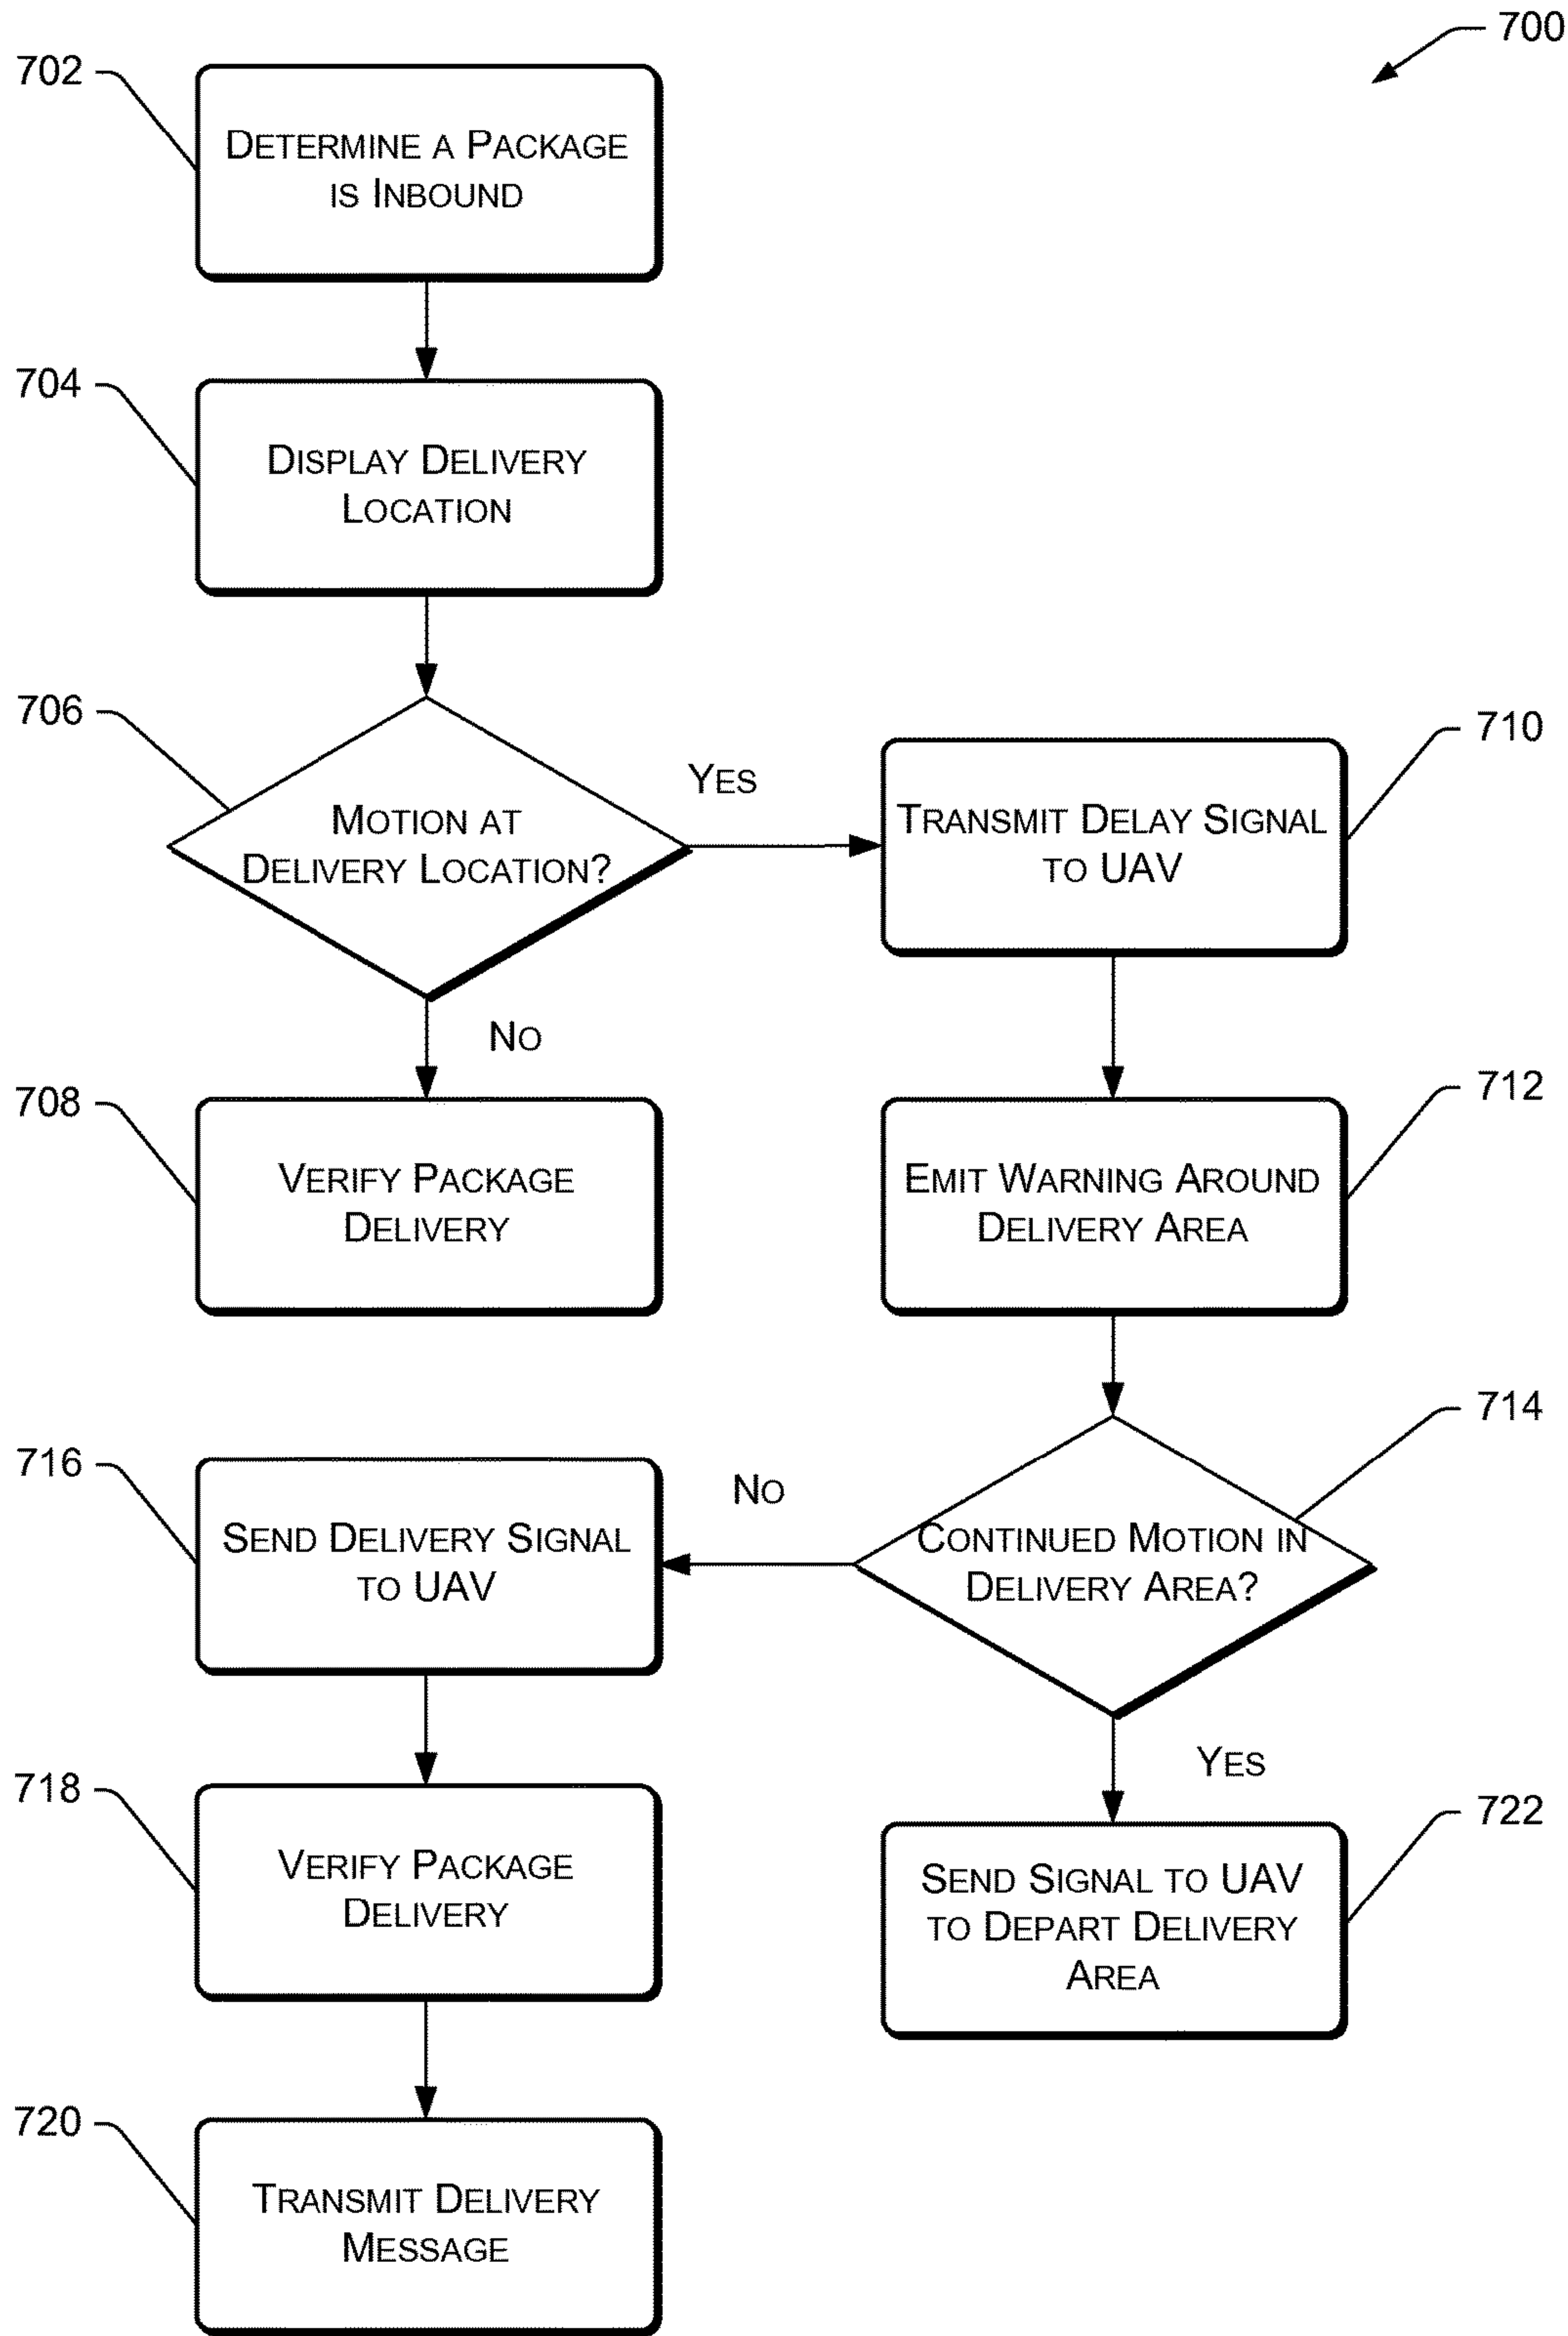 700
702
DETERMINE A PACKAGE
IS INBOUND
704
DISPLAY DELIVERY
LOCATION
706
MOTION AT
DELIVERY LOCATION?
YES
710
TRANSMIT DELAY SIGNAL
TO UAV
NO
708
VERIFY PACKAGE
DELIVERY
712
EMIT WARNING AROUND
DELIVERY AREA
714
CONTINUED MOTION IN
DELIVERY AREA?
NO
716
SEND DELIVERY SIGNAL
TO UAV
YES
718
VERIFY PACKAGE
DELIVERY
722
SEND SIGNAL TO UAV
TO DEPART DELIVERY
AREA
720
TRANSMIT DELIVERY
MESSAGE